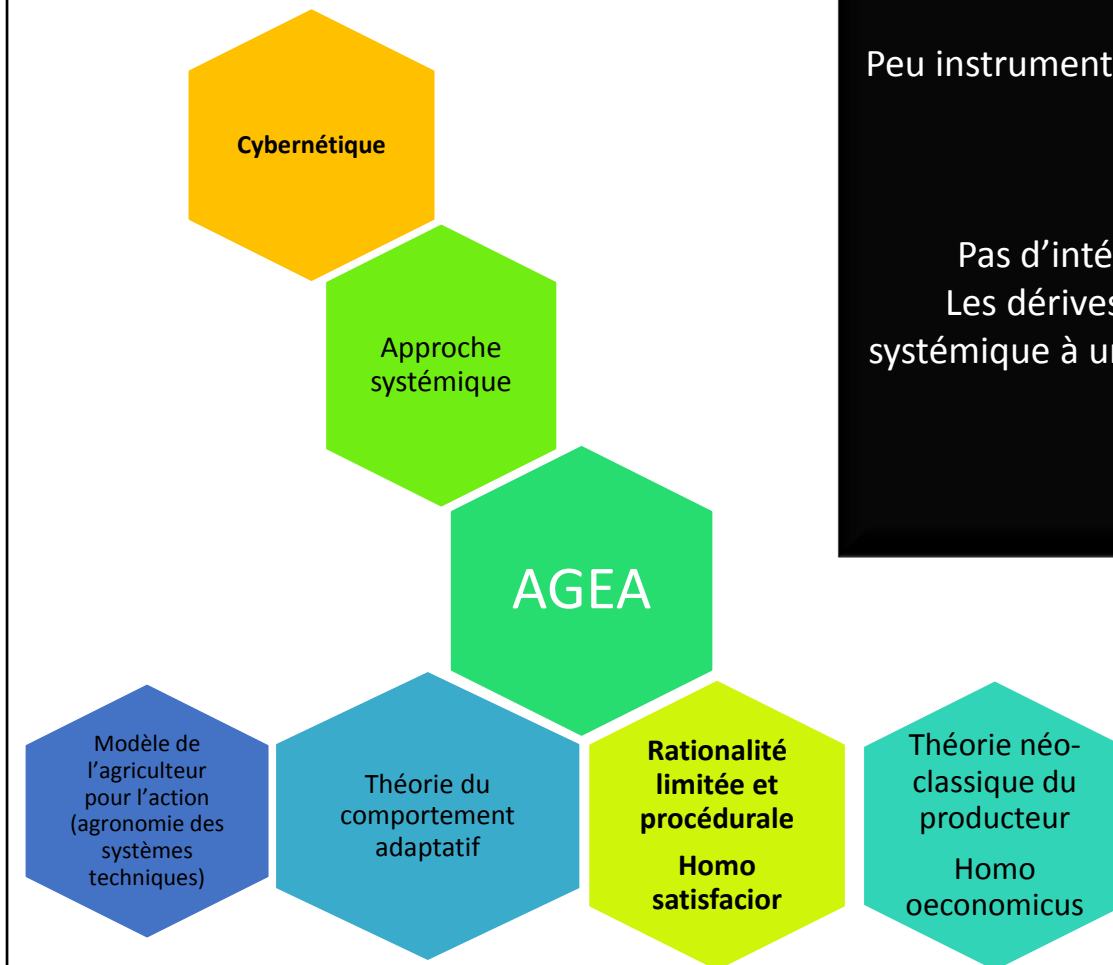 Cybernétique
Peu instrument
Pas d’inté
Les dérives
systémique à u
Approche
systémique
AGEA
Modèle de
l’agriculteur
pour l’action
(agronomie des
systèmes
techniques)
Théorie du
comportement
adaptatif
Rationalité
limitée et
procédurale
Homo
satisfacior
Théorie néo-
classique du
producteur
Homo
oeconomicus